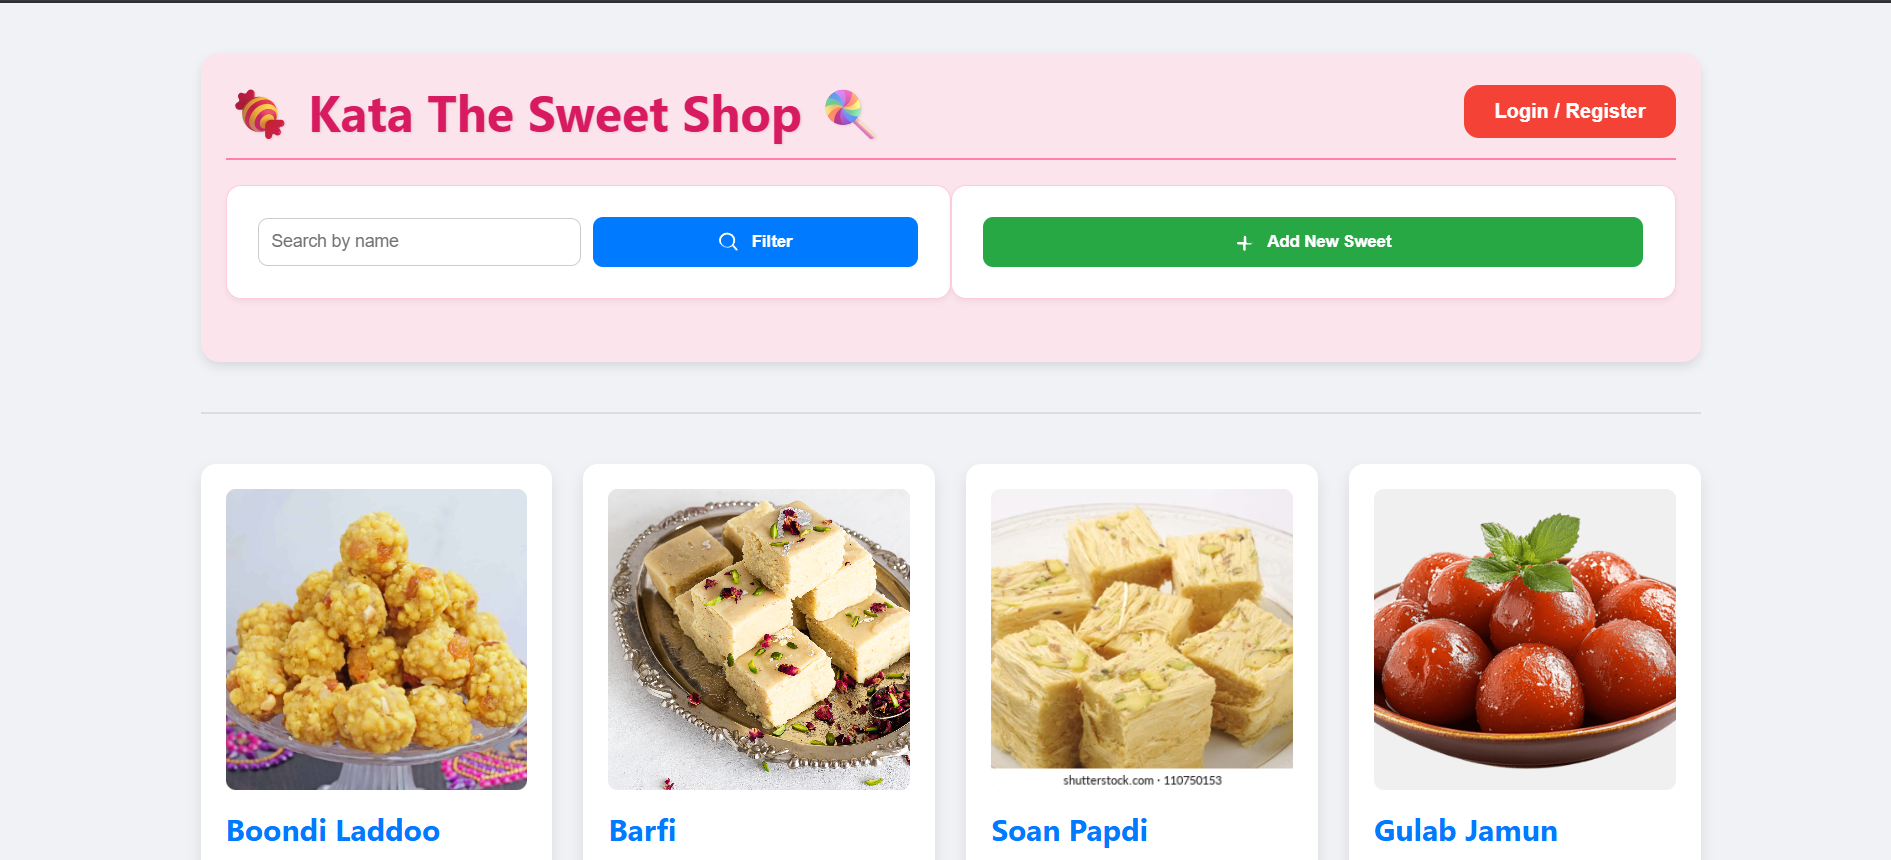 Kata The Sweet Shop
Login / Register
Search by name
Filter
Add New Sweet
shutterstock.com · 110750153
Boondi Laddoo
Barfi
Soan Papdi
Gulab Jamun